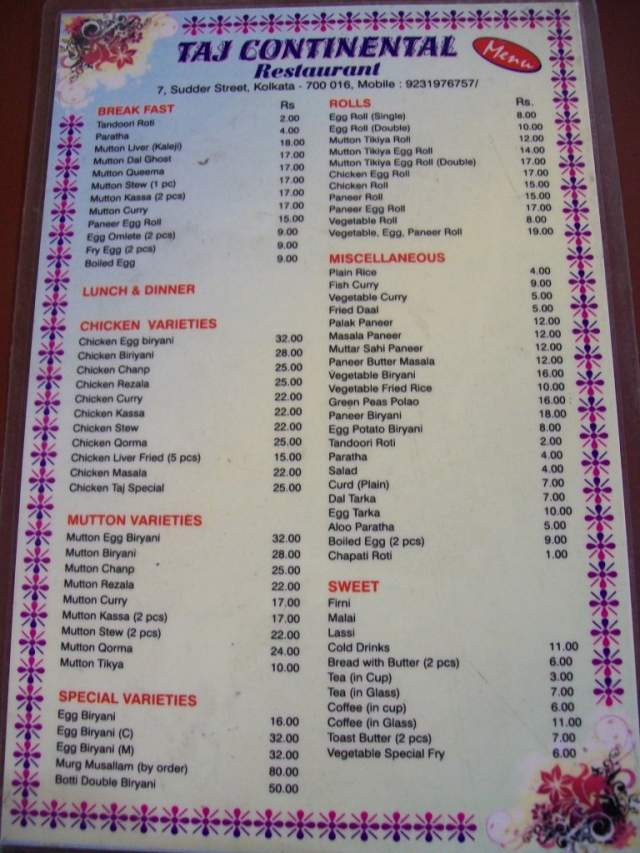 TAJ CONTINENTAL
Menu
Restaurant
7, Sudder Street, Kolkata - 700 016, Mobile : 9231976757/
BREAK FAST Rs
Tandoori Roti 2.00
Paratha 4.00
Mutton Liver (Kaleji) 18.00
Mutton Dal Ghost 17.00
Mutton Queema 17.00
Mutton Stew (1 pc) 17.00
Mutton Kassa (2 pcs) 17.00
Mutton Curry 17.00
Paneer Egg Roll 15.00
Egg Omlete (2 pcs) 9.00
Fry Egg (2 pcs) 9.00
Boiled Egg 9.00
LUNCH & DINNER
CHICKEN VARIETIES
Chicken Egg biryani 32.00
Chicken Biriyani 28.00
Chicken Chanp 25.00
Chicken Rezala 25.00
Chicken Curry 22.00
Chicken Kassa 22.00
Chicken Stew 22.00
Chicken Qorma 25.00
Chicken Liver Fried (5 pcs) 15.00
Chicken Masala 22.00
Chicken Taj Special 25.00
MUTTON VARIETIES
Mutton Egg Biryani 32.00
Mutton Biryani 28.00
Mutton Chanp 25.00
Mutton Rezala 22.00
Mutton Curry 17.00
Mutton Kassa (2 pcs) 17.00
Mutton Stew (2 pcs) 22.00
Mutton Qorma 24.00
Mutton Tikya 10.00
SPECIAL VARIETIES
Egg Biryani 16.00
Egg Biryani (C) 32.00
Egg Biryani (M) 32.00
Murg Musallam (by order) 80.00
Botti Double Biryani 50.00
ROLLS Rs.
Egg Roll (Single) 8.00
Egg Roll (Double) 10.00
Mutton Tikiya Roll 12.00
Mutton Tikiya Egg Roll 14.00
Mutton Tikiya Egg Roll (Double) 17.00
Chicken Egg Roll 17.00
Chicken Roll 15.00
Paneer Roll 15.00
Paneer Egg Roll 17.00
Vegetable Roll 8.00
Vegetable, Egg, Paneer Roll 19.00
MISCELLANEOUS
Plain Rice 4.00
Fish Curry 9.00
Vegetable Curry 5.00
Fried Daal 5.00
Palak Paneer 12.00
Masala Paneer 12.00
Muttar Sahi Paneer 12.00
Paneer Butter Masala 12.00
Vegetable Biryani 16.00
Vegetable Fried Rice 10.00
Green Peas Polao 16.00
Paneer Biryani 18.00
Egg Potato Biryani 8.00
Tandoori Roti 2.00
Paratha 4.00
Salad 4.00
Curd (Plain) 7.00
Dal Tarka 7.00
Egg Tarka 10.00
Aloo Paratha 5.00
Boiled Egg (2 pcs) 9.00
Chapati Roti 1.00
SWEET
Firni
Malai
Lassi
Cold Drinks 11.00
Bread with Butter (2 pcs) 6.00
Tea (in Cup) 3.00
Tea (in Glass) 7.00
Coffee (in cup) 6.00
Coffee (in Glass) 11.00
Toast Butter (2 pcs) 7.00
Vegetable Special Fry 6.00